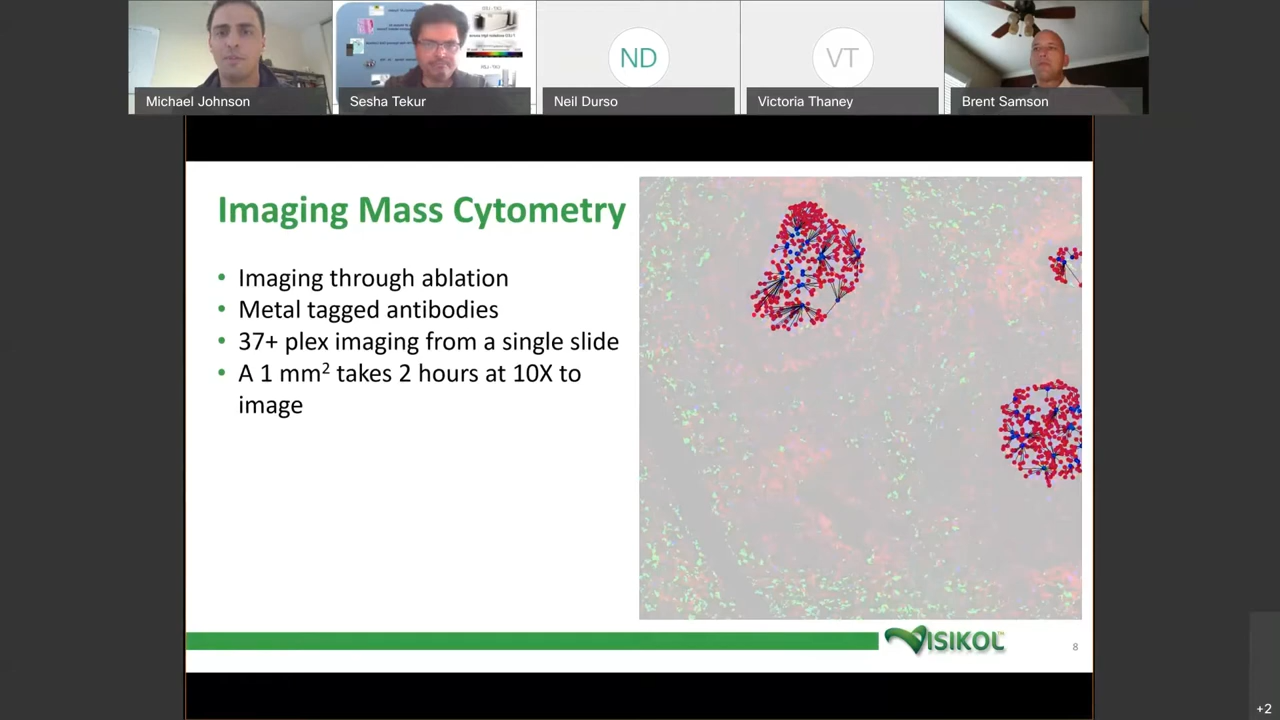 ND
VT
Michael Johnson
Sesha Tekur
Neil Durso
Victoria Thaney
Brent Samson
Imaging Mass Cytometry
• Imaging through ablation
• Metal tagged antibodies
• 37+ plex imaging from a single slide
• A 1 mm² takes 2 hours at 10X to
image
VISIKOL
8
+2